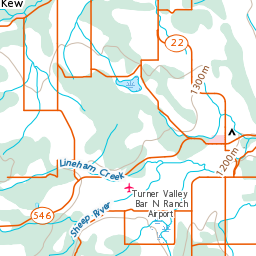 Kew
22
1300m
1200m
Lineham Creek
546
Sheep River
Turner Valley
Bar N Ranch
Airport